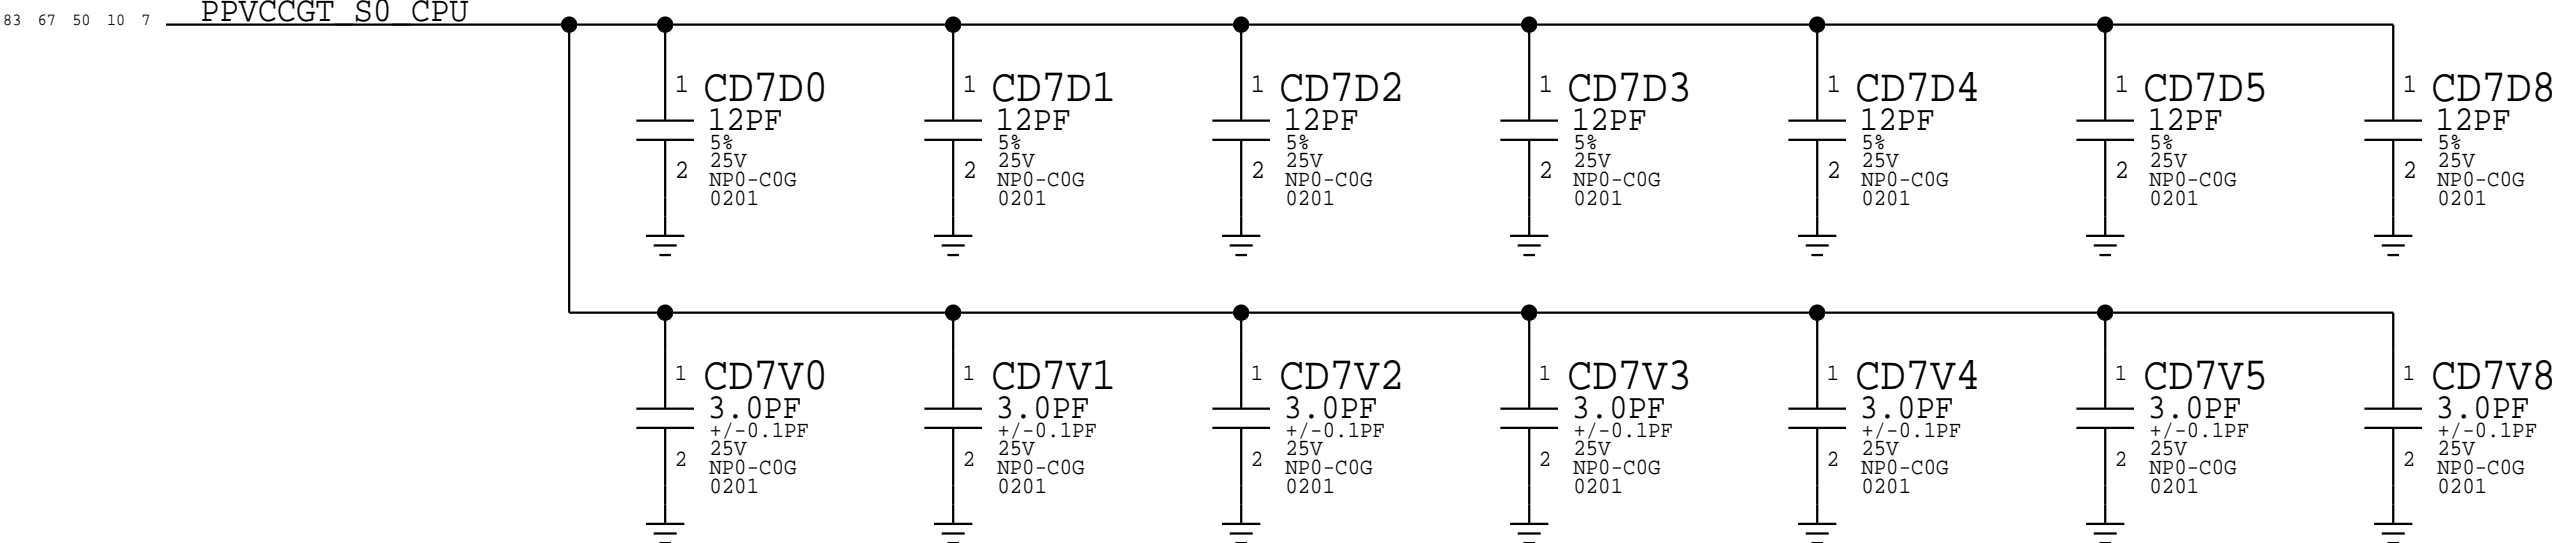 83 67 50 10 7 PPVCCGT_S0_CPU
1 CD7D0 1 CD7D1 1 CD7D2 1 CD7D3 1 CD7D4 1 CD7D5 1 CD7D8
12PF 12PF 12PF 12PF 12PF 12PF 12PF
5% 5% 5% 5% 5% 5% 5%
25V 25V 25V 25V 25V 25V 25V
2 NP0-C0G 2 NP0-C0G 2 NP0-C0G 2 NP0-C0G 2 NP0-C0G 2 NP0-C0G 2 NP0-C0G
0201 0201 0201 0201 0201 0201 0201
1 CD7V0 1 CD7V1 1 CD7V2 1 CD7V3 1 CD7V4 1 CD7V5 1 CD7V8
3.0PF 3.0PF 3.0PF 3.0PF 3.0PF 3.0PF 3.0PF
+/-0.1PF +/-0.1PF +/-0.1PF +/-0.1PF +/-0.1PF +/-0.1PF +/-0.1PF
25V 25V 25V 25V 25V 25V 25V
2 NP0-C0G 2 NP0-C0G 2 NP0-C0G 2 NP0-C0G 2 NP0-C0G 2 NP0-C0G 2 NP0-C0G
0201 0201 0201 0201 0201 0201 0201